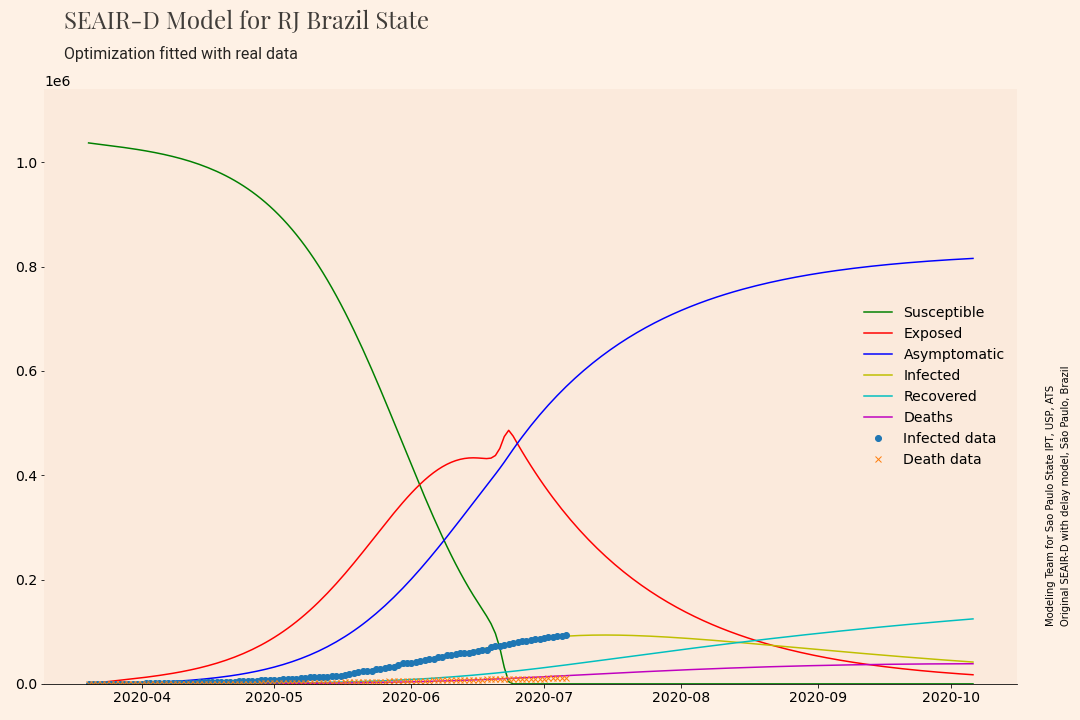 SEAIR-D Model for RJ Brazil State
Optimization fitted with real data
1e6
1.0
0.8
0.6
0.4
0.2
0.0
2020-04
2020-05
2020-06
2020-07
2020-08
2020-09
2020-10
Susceptible
Exposed
Asymptomatic
Infected
Recovered
Deaths
Infected data
Death data
Modeling Team for Sao Paulo State IPT, USP, ATS
Original SEAIR-D with delay model, São Paulo, Brazil